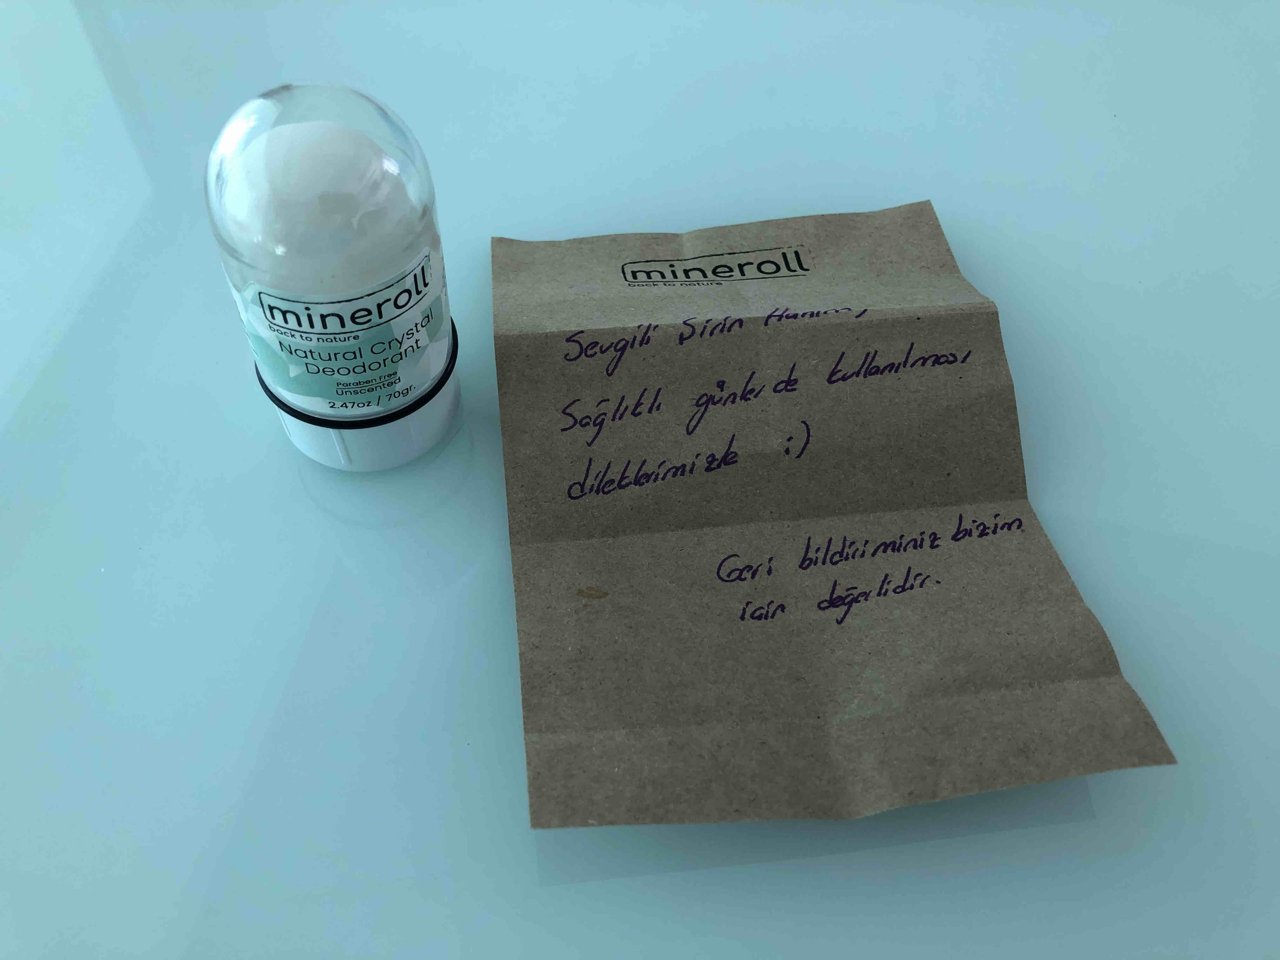 mineroll
back to nature
Natural Crystal
Deodorant
Paraben Free
Unscented
2.47oz / 70gr.
mineroll
back to nature
Sevgili Şirin Hanım,
Sağlıklı günlerde kullanılması
dileklerimizle :)
Geri bildiriminiz bizim
için değerlidir.